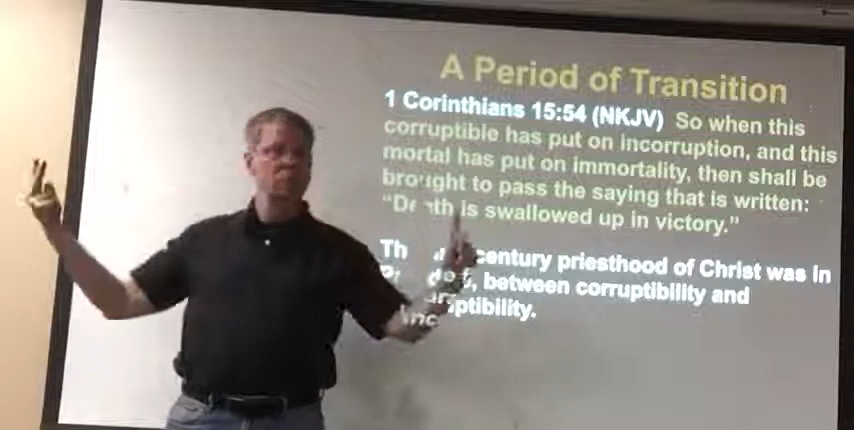 A Period of Transition
1 Corinthians 15:54 (NKJV) So when this
corruptible has put on incorruption, and this
mortal has put on immortality, then shall be
brought to pass the saying that is written:
“Death is swallowed up in victory.”
century priesthood of Christ was in
between corruptibility and